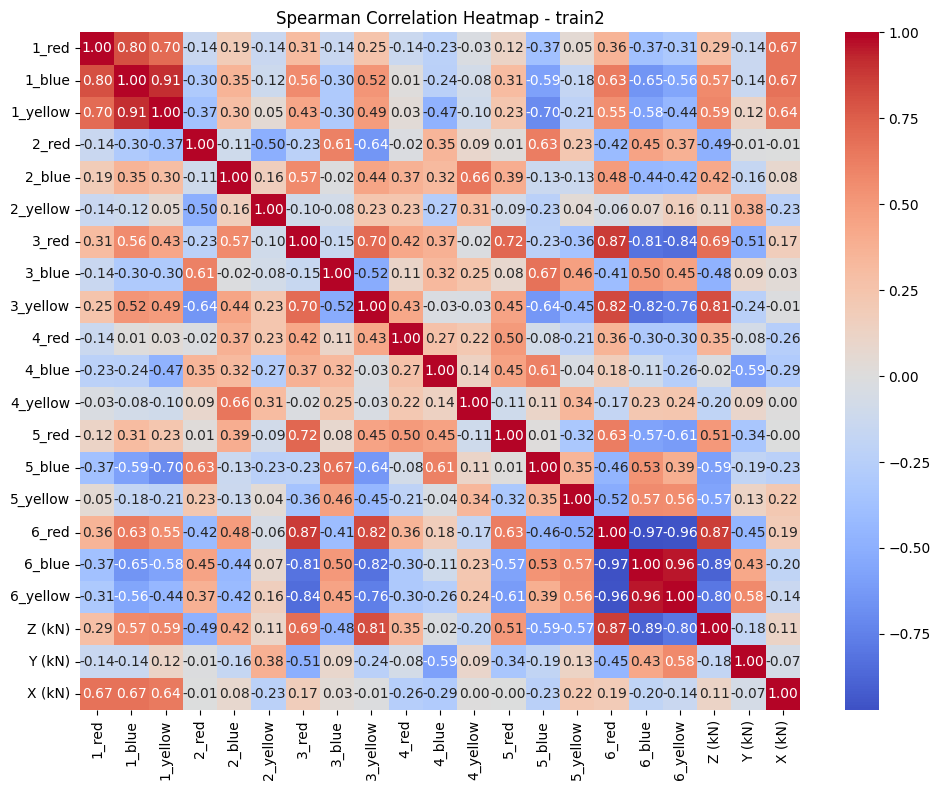 Spearman Correlation Heatmap - train2
1_red 1.00 0.80 0.70 -0.14 0.19 -0.14 0.31 -0.14 0.25 -0.14 -0.23 -0.03 0.12 -0.37 0.05 0.36 -0.37 -0.31 0.29 -0.14 0.67
1_blue 0.80 1.00 0.91 -0.30 0.35 -0.12 0.56 -0.30 0.52 0.01 -0.24 -0.08 0.31 -0.59 -0.18 0.63 -0.65 -0.56 0.57 -0.14 0.67
1_yellow 0.70 0.91 1.00 -0.37 0.30 0.05 0.43 -0.30 0.49 0.03 -0.47 -0.10 0.23 -0.70 -0.21 0.55 -0.58 -0.44 0.59 0.12 0.64
2_red -0.14 -0.30 -0.37 1.00 -0.11 -0.50 -0.23 0.61 -0.64 -0.02 0.35 0.09 0.01 0.63 0.23 -0.42 0.45 0.37 -0.49 -0.01 -0.01
2_blue 0.19 0.35 0.30 -0.11 1.00 0.16 0.57 -0.02 0.44 0.37 0.32 0.66 0.39 -0.13 -0.13 0.48 -0.44 -0.42 0.42 -0.16 0.08
2_yellow -0.14 -0.12 0.05 -0.50 0.16 1.00 -0.10 -0.08 0.23 0.23 -0.27 0.31 -0.09 -0.23 0.04 -0.06 0.07 0.16 0.11 0.38 -0.23
3_red 0.31 0.56 0.43 -0.23 0.57 -0.10 1.00 -0.15 0.70 0.42 0.37 -0.02 0.72 -0.23 -0.36 0.87 -0.81 -0.84 0.69 -0.51 0.17
3_blue -0.14 -0.30 -0.30 0.61 -0.02 -0.08 -0.15 1.00 -0.52 0.11 0.32 0.25 0.08 0.67 0.46 -0.41 0.50 0.45 -0.48 0.09 0.03
3_yellow 0.25 0.52 0.49 -0.64 0.44 0.23 0.70 -0.52 1.00 0.43 -0.03 -0.03 0.45 -0.64 -0.45 0.82 -0.82 -0.76 0.81 -0.24 -0.01
4_red -0.14 0.01 0.03 -0.02 0.37 0.23 0.42 0.11 0.43 1.00 0.27 0.22 0.50 -0.08 -0.21 0.36 -0.30 -0.30 0.35 -0.08 -0.26
4_blue -0.23 -0.24 -0.47 0.35 0.32 -0.27 0.37 0.32 -0.03 0.27 1.00 0.14 0.45 0.61 -0.04 0.18 -0.11 -0.26 -0.02 -0.59 -0.29
4_yellow -0.03 -0.08 -0.10 0.09 0.66 0.31 -0.02 0.25 -0.03 0.22 0.14 1.00 -0.11 0.11 0.34 -0.17 0.23 0.24 -0.20 0.09 0.00
5_red 0.12 0.31 0.23 0.01 0.39 -0.09 0.72 0.08 0.45 0.50 0.45 -0.11 1.00 0.01 -0.32 0.63 -0.57 -0.61 0.51 -0.34 -0.00
5_blue -0.37 -0.59 -0.70 0.63 -0.13 -0.23 -0.23 0.67 -0.64 -0.08 0.61 0.11 0.01 1.00 0.35 -0.46 0.53 0.39 -0.59 -0.19 -0.23
5_yellow 0.05 -0.18 -0.21 0.23 -0.13 0.04 -0.36 0.46 -0.45 -0.21 -0.04 0.34 -0.32 0.35 1.00 -0.52 0.57 0.56 -0.57 0.13 0.22
6_red 0.36 0.63 0.55 -0.42 0.48 -0.06 0.87 -0.41 0.82 0.36 0.18 -0.17 0.63 -0.46 -0.52 1.00 -0.97 -0.96 0.87 -0.45 0.19
6_blue -0.37 -0.65 -0.58 0.45 -0.44 0.07 -0.81 0.50 -0.82 -0.30 -0.11 0.23 -0.57 0.53 0.57 -0.97 1.00 0.96 -0.89 0.43 -0.20
6_yellow -0.31 -0.56 -0.44 0.37 -0.42 0.16 -0.84 0.45 -0.76 -0.30 -0.26 0.24 -0.61 0.39 0.56 -0.96 0.96 1.00 -0.80 0.58 -0.14
Z (kN) 0.29 0.57 0.59 -0.49 0.42 0.11 0.69 -0.48 0.81 0.35 -0.02 -0.20 0.51 -0.59 -0.57 0.87 -0.89 -0.80 1.00 -0.18 0.11
Y (kN) -0.14 -0.14 0.12 -0.01 -0.16 0.38 -0.51 0.09 -0.24 -0.08 -0.59 0.09 -0.34 -0.19 0.13 -0.45 0.43 0.58 -0.18 1.00 -0.07
X (kN) 0.67 0.67 0.64 -0.01 0.08 -0.23 0.17 0.03 -0.01 -0.26 -0.29 0.00 -0.00 -0.23 0.22 0.19 -0.20 -0.14 0.11 -0.07 1.00
1_red 1_blue 1_yellow 2_red 2_blue 2_yellow 3_red 3_blue 3_yellow 4_red 4_blue 4_yellow 5_red 5_blue 5_yellow 6_red 6_blue 6_yellow Z (kN) Y (kN) X (kN)
1.00
0.75
0.50
0.25
0.00
−0.25
−0.50
−0.75